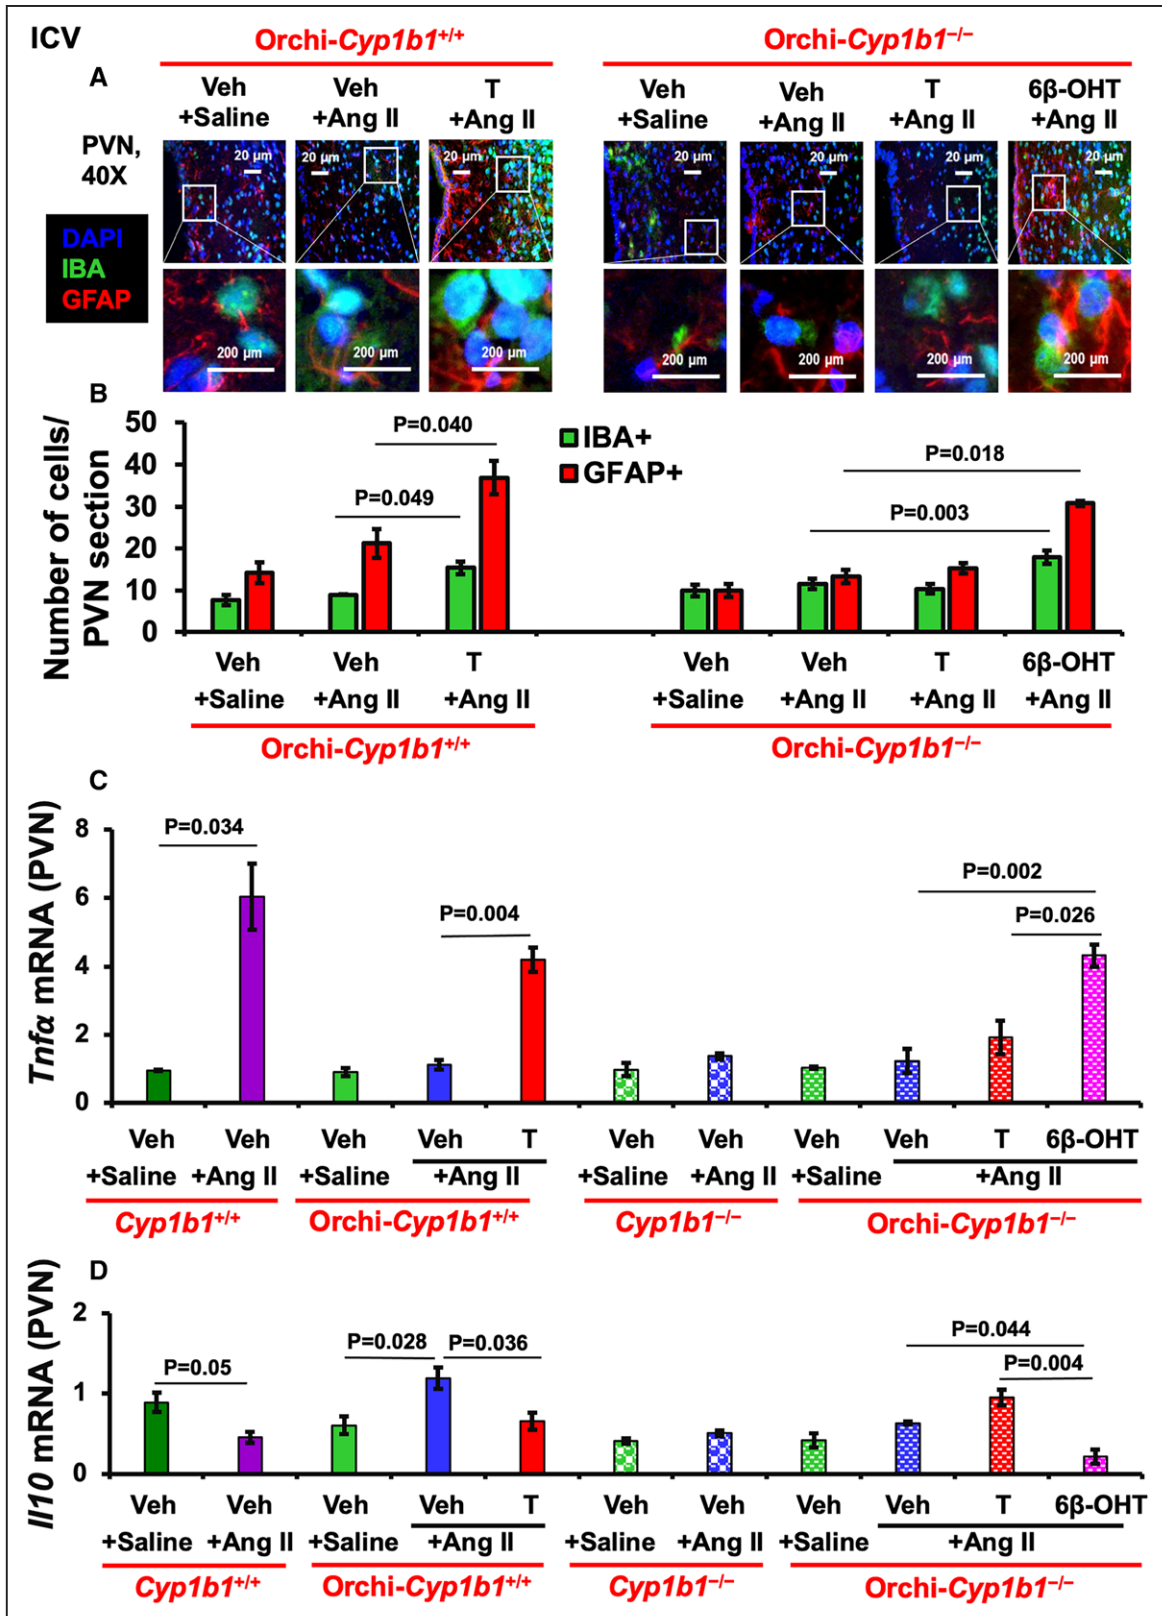 ICV
Orchi-Cyp1b1+/+
Orchi-Cyp1b1−/−
A
Veh
+Saline
Veh
+Ang II
T
+Ang II
Veh
+Saline
Veh
+Ang II
T
+Ang II
6β-OHT
+Ang II
PVN,
40X
20 µm
20 µm
20 µm
20 µm
20 µm
20 µm
20 µm
DAPI
IBA
GFAP
200 µm
200 µm
200 µm
200 µm
200 µm
200 µm
200 µm
B
Number of cells/
PVN section
50
40
30
20
10
0
P=0.040
P=0.049
IBA+
GFAP+
P=0.018
P=0.003
Veh
+Saline
Veh
+Ang II
T
+Ang II
Veh
+Saline
Veh
+Ang II
T
+Ang II
6β-OHT
+Ang II
Orchi-Cyp1b1+/+
Orchi-Cyp1b1−/−
C
Tnfα mRNA (PVN)
8
6
4
2
0
P=0.034
P=0.004
P=0.002
P=0.026
Veh
+Saline
Veh
+Ang II
Veh
+Saline
Veh
T
+Ang II
Veh
+Saline
Veh
+Ang II
Veh
+Saline
Veh
T
6β-OHT
+Ang II
Cyp1b1+/+
Orchi-Cyp1b1+/+
Cyp1b1−/−
Orchi-Cyp1b1−/−
D
Il10 mRNA (PVN)
2
1
0
P=0.05
P=0.028
P=0.036
P=0.044
P=0.004
Veh
+Saline
Veh
+Ang II
Veh
+Saline
Veh
T
+Ang II
Veh
+Saline
Veh
+Ang II
Veh
+Saline
Veh
T
6β-OHT
+Ang II
Cyp1b1+/+
Orchi-Cyp1b1+/+
Cyp1b1−/−
Orchi-Cyp1b1−/−